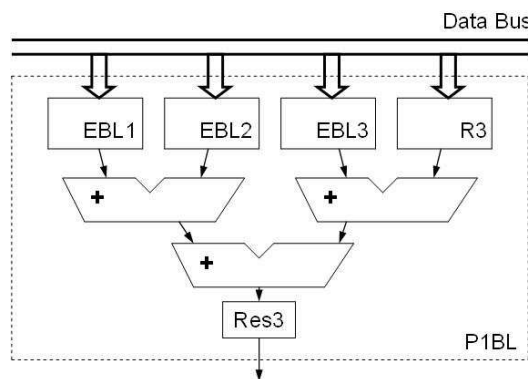 Data Bus
EBL1
EBL2
EBL3
R3
+
+
+
Res3
P1BL